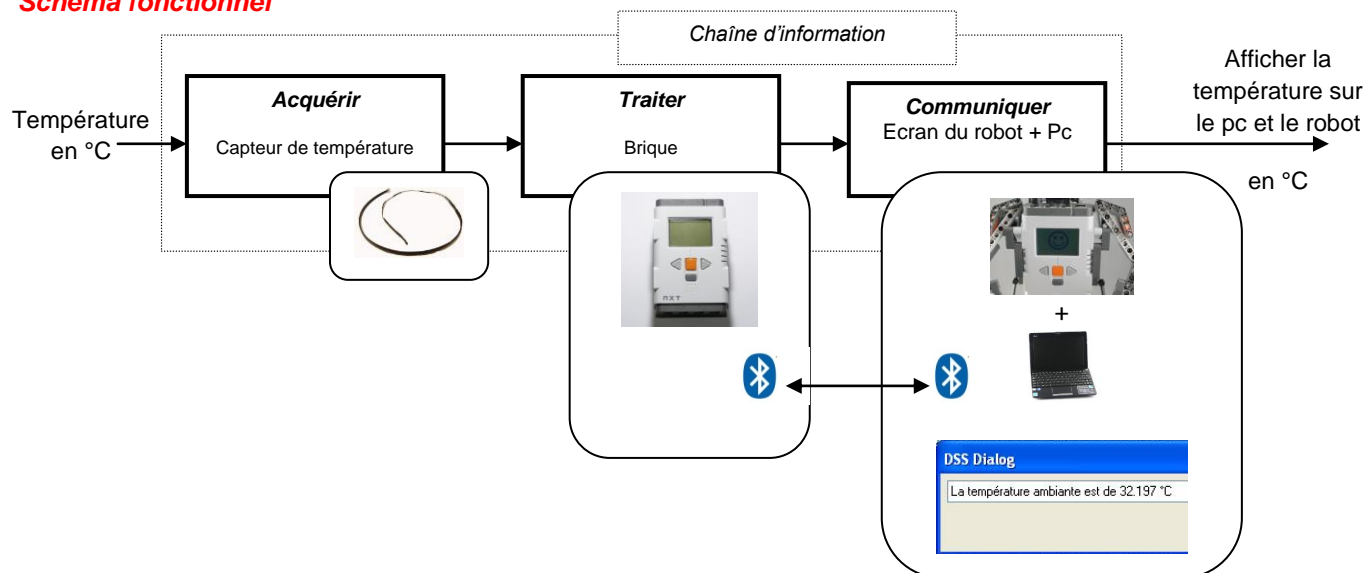 Schéma fonctionnel
Chaîne d'information
Température
en °C
Acquérir
Capteur de température
Traiter
Brique
Communiquer
Ecran du robot + Pc
Afficher la
température sur
le pc et le robot
en °C
nxt
+
DSS Dialog
La température ambiante est de 32.197 °C